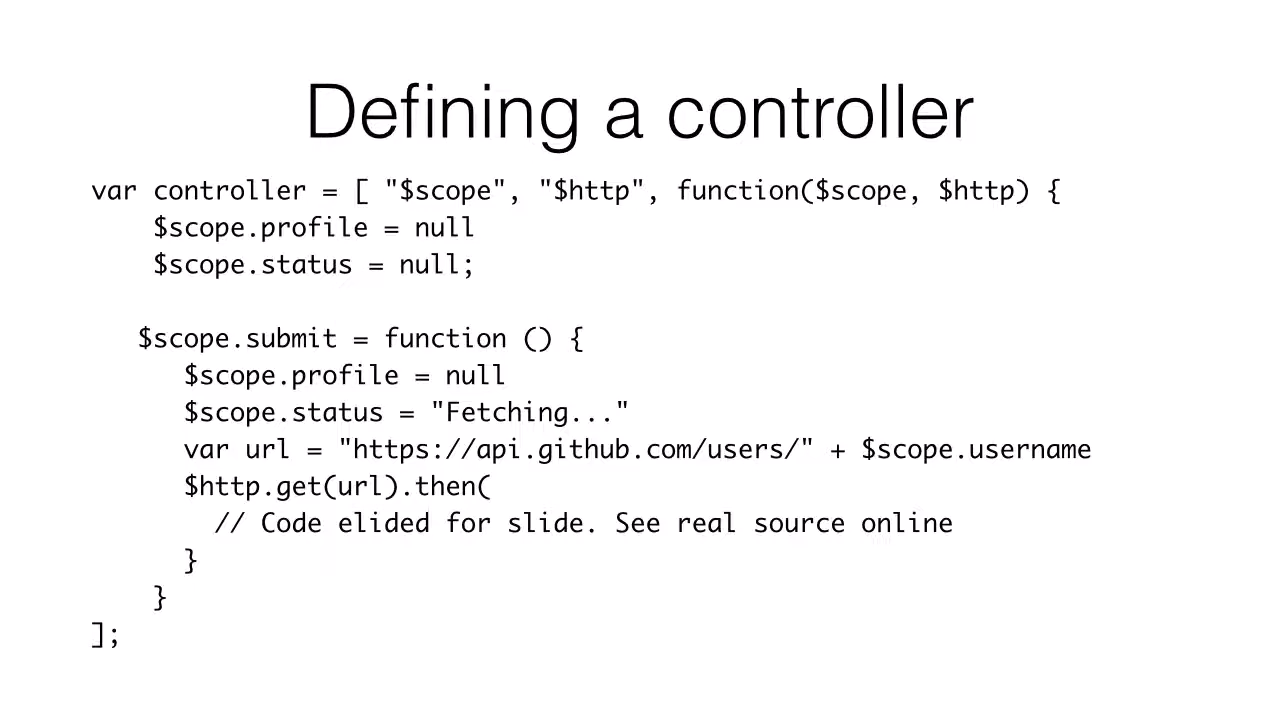 Defining a controller
var controller = [ "$scope", "$http", function($scope, $http) {
    $scope.profile = null
    $scope.status = null;
   $scope.submit = function () {
      $scope.profile = null
      $scope.status = "Fetching..."
      var url = "https://api.github.com/users/" + $scope.username
      $http.get(url).then(
        // Code elided for slide. See real source online
      }
    }
];